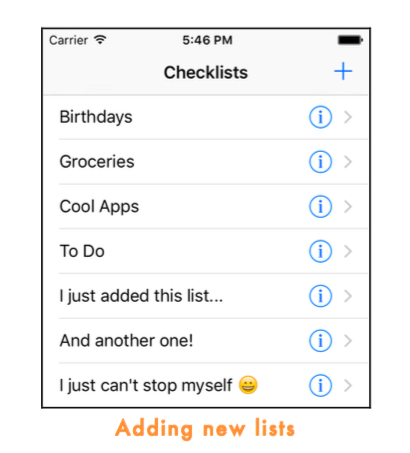 Carrier 5:46 PM
Checklists +
Birthdays
Groceries
Cool Apps
To Do
I just added this list...
And another one!
I just can't stop myself 😀
Adding new lists